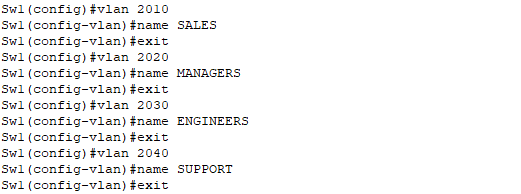 Sw1(config)#vlan 2010
Sw1(config-vlan)#name SALES
Sw1(config-vlan)#exit
Sw1(config)#vlan 2020
Sw1(config-vlan)#name MANAGERS
Sw1(config-vlan)#exit
Sw1(config)#vlan 2030
Sw1(config-vlan)#name ENGINEERS
Sw1(config-vlan)#exit
Sw1(config)#vlan 2040
Sw1(config-vlan)#name SUPPORT
Sw1(config-vlan)#exit